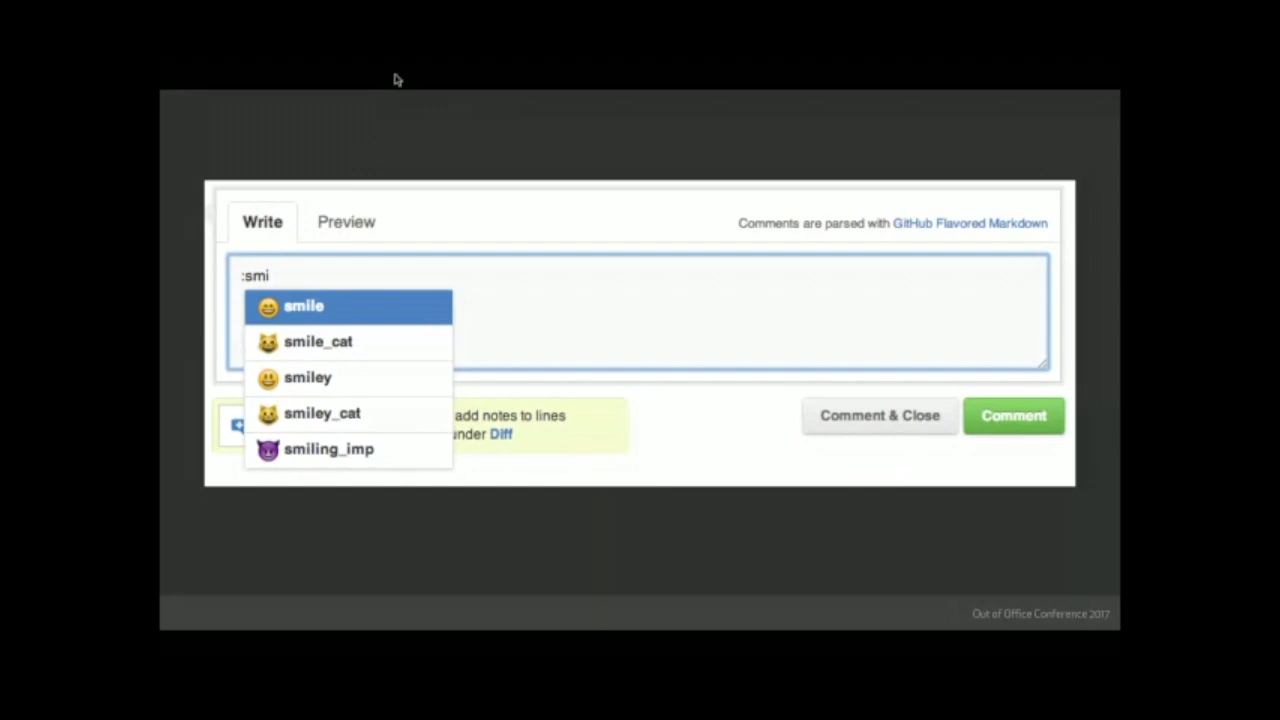 Write Preview Comments are parsed with GitHub Flavored Markdown
:smi
smile
smile_cat
smiley
smiley_cat
smiling_imp
add notes to lines
under Diff
Comment & Close Comment
Out of Office Conference 2017